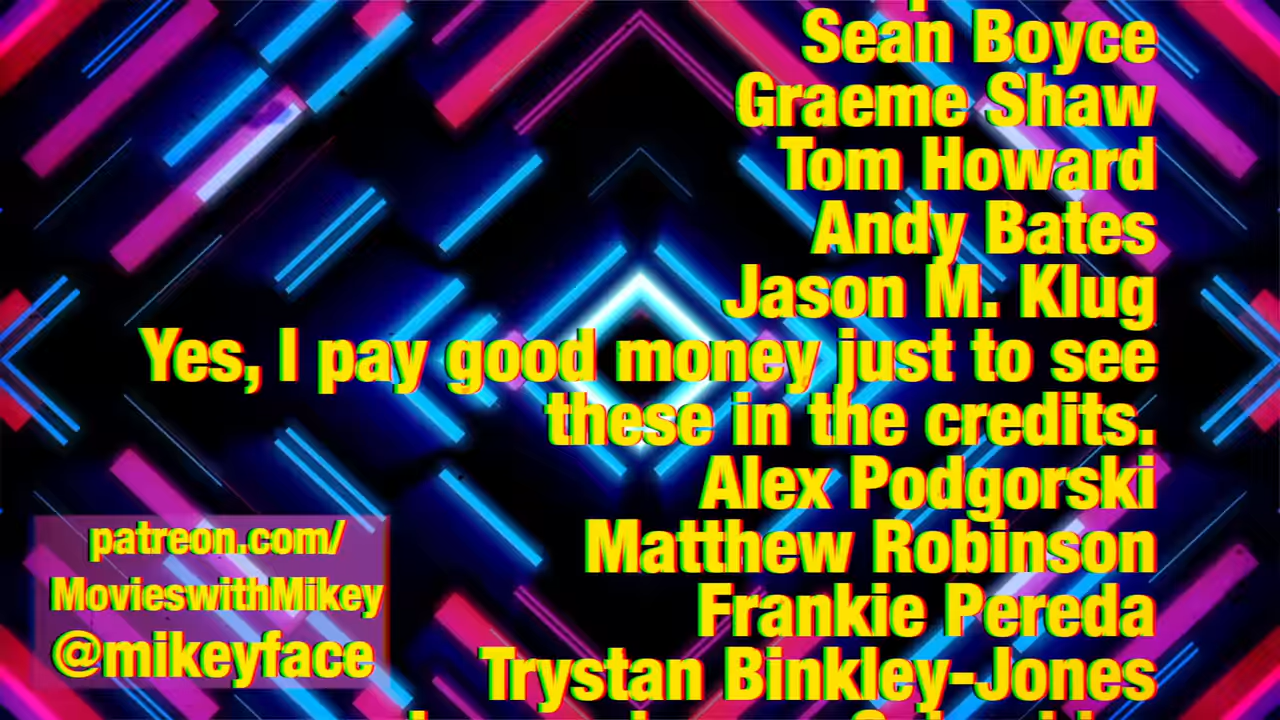 Sean Boyce
Graeme Shaw
Tom Howard
Andy Bates
Jason M. Klug
Yes, I pay good money just to see
these in the credits.
Alex Podgorski
Matthew Robinson
Frankie Pereda
Trystan Binkley-Jones
patreon.com/
MovieswithMikey
@mikeyface